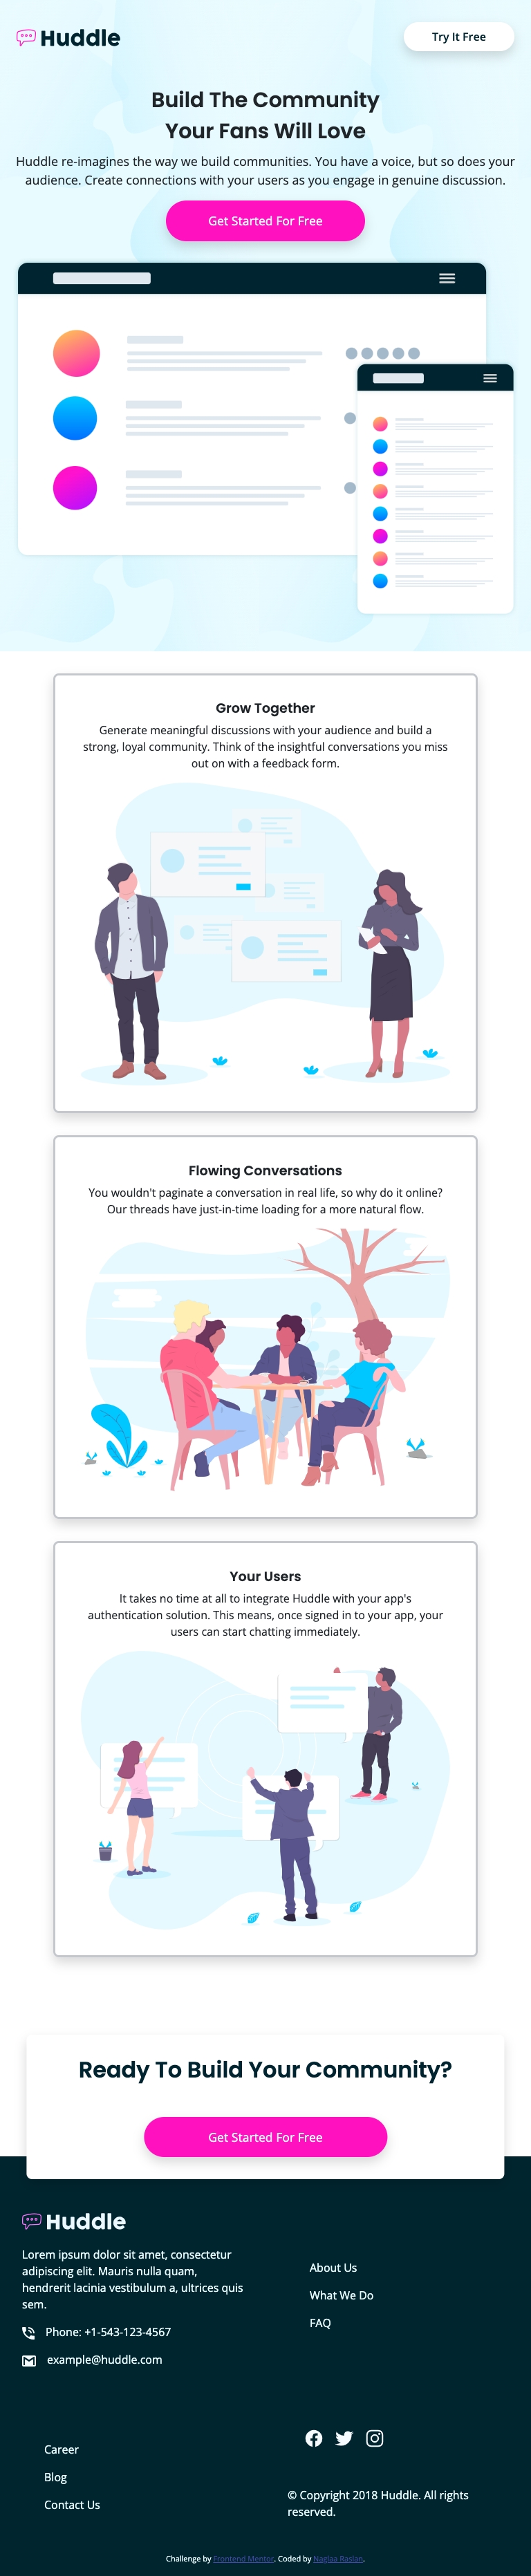 Huddle
Try It Free
Build The Community
Your Fans Will Love
Huddle re-imagines the way we build communities. You have a voice, but so does your
audience. Create connections with your users as you engage in genuine discussion.
Get Started For Free
Grow Together
Generate meaningful discussions with your audience and build a
strong, loyal community. Think of the insightful conversations you miss
out on with a feedback form.
Flowing Conversations
You wouldn't paginate a conversation in real life, so why do it online?
Our threads have just-in-time loading for a more natural flow.
Your Users
It takes no time at all to integrate Huddle with your app's
authentication solution. This means, once signed in to your app, your
users can start chatting immediately.
Ready To Build Your Community?
Get Started For Free
Huddle
Lorem ipsum dolor sit amet, consectetur
adipiscing elit. Mauris nulla quam,
hendrerit lacinia vestibulum a, ultrices quis
sem.
Phone: +1-543-123-4567
example@huddle.com
About Us
What We Do
FAQ
Career
Blog
Contact Us
© Copyright 2018 Huddle. All rights
reserved.
Challenge by Frontend Mentor. Coded by Naglaa Raslan.